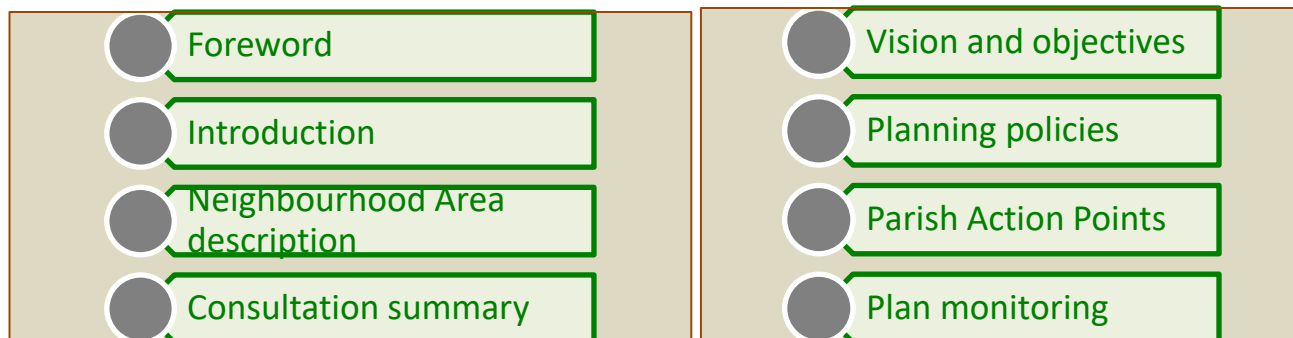 Foreword
Introduction
Neighbourhood Area
description
Consultation summary
Vision and objectives
Planning policies
Parish Action Points
Plan monitoring